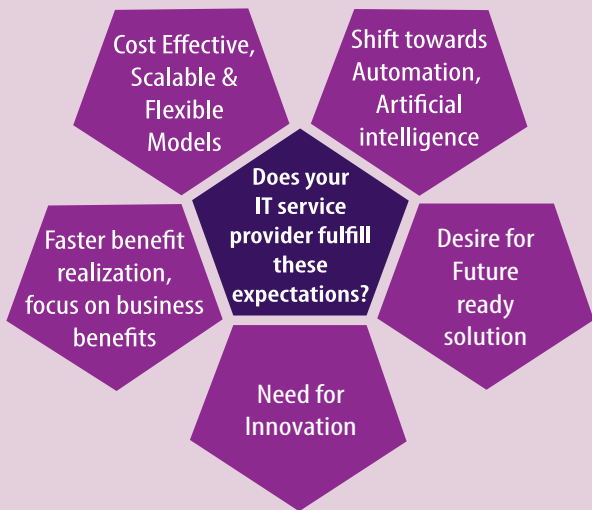 Cost Effective,
Scalable &
Flexible
Models
Shift towards
Automation,
Artificial
intelligence
Does your
IT service
provider fulfill
these
expectations?
Faster benefit
realization,
focus on business
benefits
Desire for
Future
ready
solution
Need for
Innovation